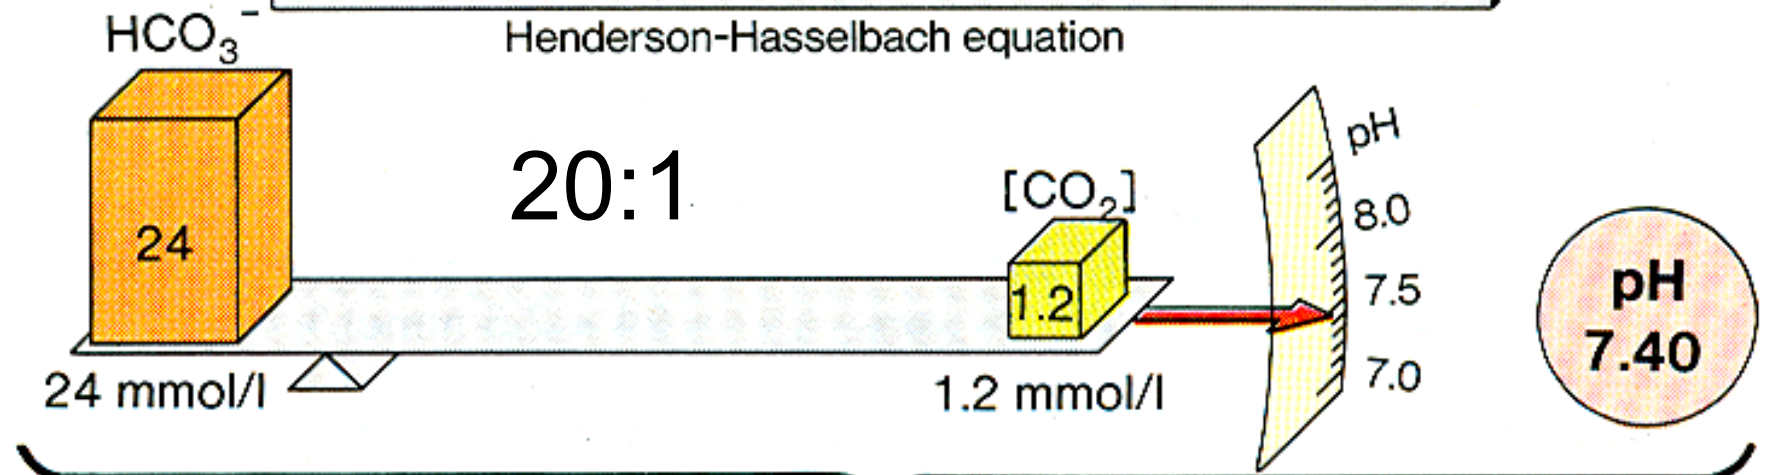 HCO₃⁻
Henderson-Hasselbach equation
20:1
[CO₂]
24
1.2
24 mmol/l
1.2 mmol/l
pH
8.0
7.5
7.0
pH
7.40